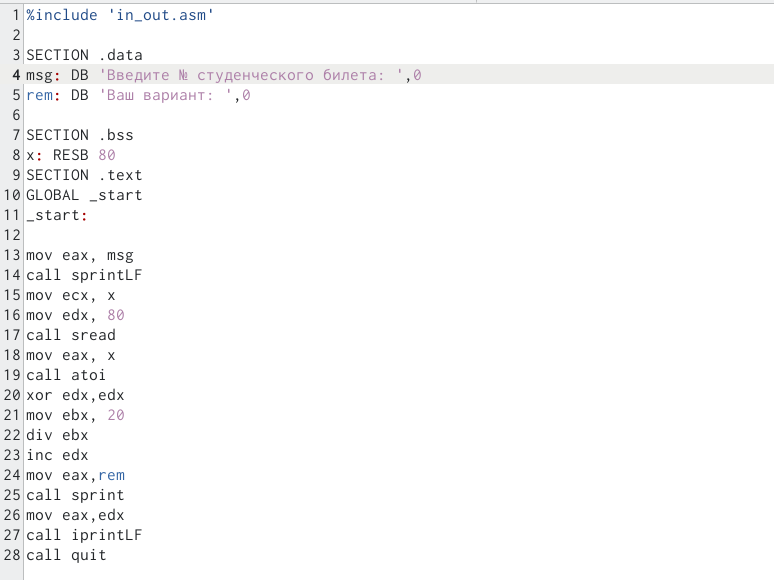 1 %include 'in_out.asm'
2
3 SECTION .data
4 msg: DB 'Введите № студенческого билета: ',0
5 rem: DB 'Ваш вариант: ',0
6
7 SECTION .bss
8 x: RESB 80
9 SECTION .text
10 GLOBAL _start
11 _start:
12
13 mov eax, msg
14 call sprintLF
15 mov ecx, x
16 mov edx, 80
17 call sread
18 mov eax, x
19 call atoi
20 xor edx,edx
21 mov ebx, 20
22 div ebx
23 inc edx
24 mov eax,rem
25 call sprint
26 mov eax,edx
27 call iprintLF
28 call quit